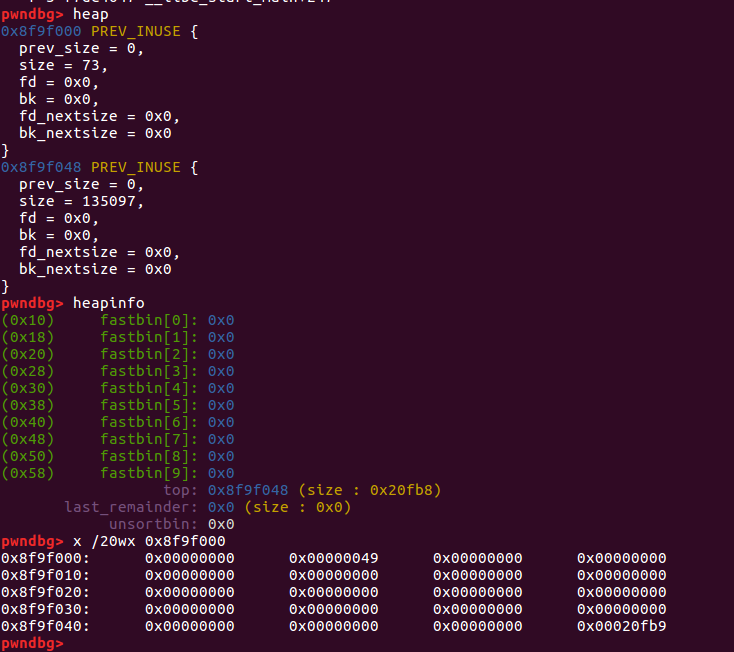 pwndbg> heap
0x8f9f000 PREV_INUSE {
  prev_size = 0,
  size = 73,
  fd = 0x0,
  bk = 0x0,
  fd_nextsize = 0x0,
  bk_nextsize = 0x0
}
0x8f9f048 PREV_INUSE {
  prev_size = 0,
  size = 135097,
  fd = 0x0,
  bk = 0x0,
  fd_nextsize = 0x0,
  bk_nextsize = 0x0
}
pwndbg> heapinfo
(0x10)     fastbin[0]: 0x0
(0x18)     fastbin[1]: 0x0
(0x20)     fastbin[2]: 0x0
(0x28)     fastbin[3]: 0x0
(0x30)     fastbin[4]: 0x0
(0x38)     fastbin[5]: 0x0
(0x40)     fastbin[6]: 0x0
(0x48)     fastbin[7]: 0x0
(0x50)     fastbin[8]: 0x0
(0x58)     fastbin[9]: 0x0
                  top: 0x8f9f048 (size : 0x20fb8)
       last_remainder: 0x0 (size : 0x0)
            unsortbin: 0x0
pwndbg> x /20wx 0x8f9f000
0x8f9f000:      0x00000000      0x00000049      0x00000000      0x00000000
0x8f9f010:      0x00000000      0x00000000      0x00000000      0x00000000
0x8f9f020:      0x00000000      0x00000000      0x00000000      0x00000000
0x8f9f030:      0x00000000      0x00000000      0x00000000      0x00000000
0x8f9f040:      0x00000000      0x00000000      0x00000000      0x00020fb9
pwndbg>